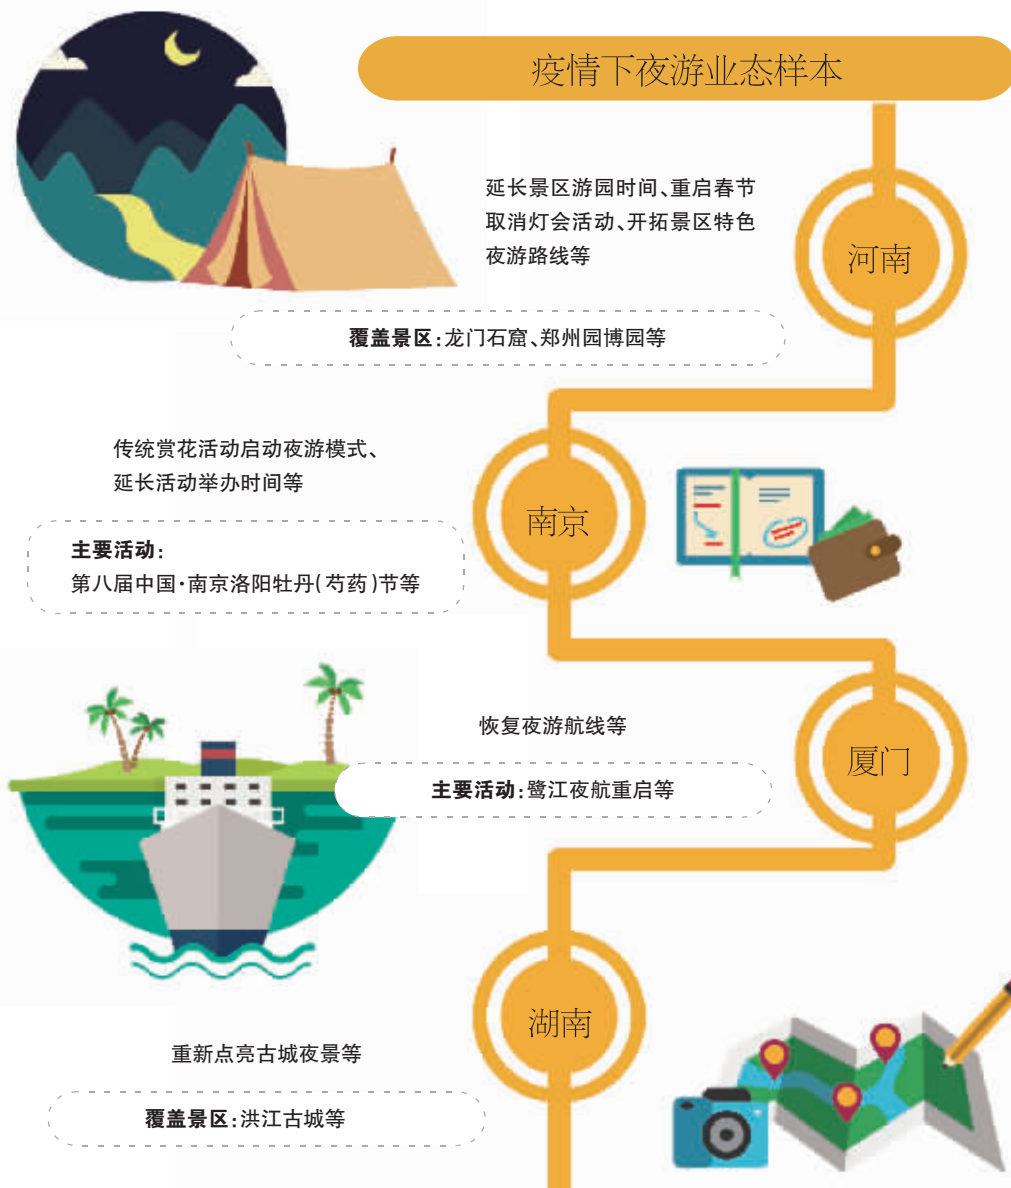 疫情下夜游业态样本
延长景区游园时间、重启春节
取消灯会活动、开拓景区特色
夜游路线等
河南
覆盖景区:龙门石窟、郑州园博园等
传统赏花活动启动夜游模式、
延长活动举办时间等
南京
主要活动:
第八届中国·南京洛阳牡丹(芍药)节等
恢复夜游航线等
厦门
主要活动:鹭江夜航重启等
湖南
重新点亮古城夜景等
覆盖景区:洪江古城等